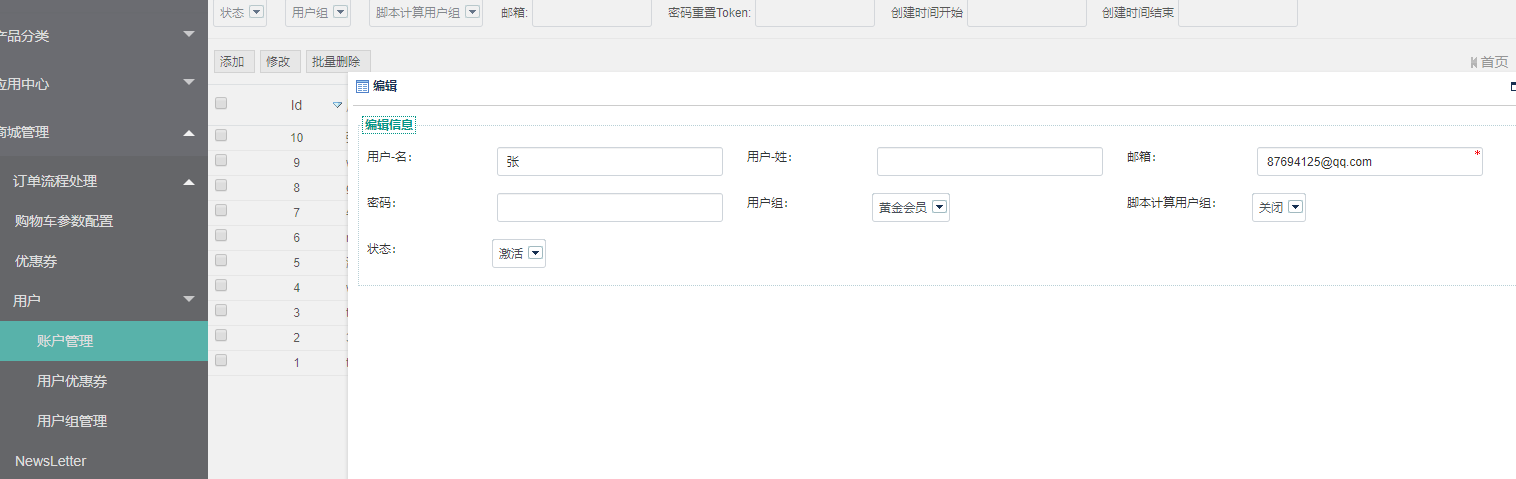 状态 用户组 脚本计算用户组 邮箱: 密码重置Token: 创建时间开始 创建时间结束
产品分类
添加 修改 批量删除 首页
应用中心
编辑
Id
编辑信息
商城管理
10
用户-名: 张 用户-姓: 邮箱: 87694125@qq.com *
9
订单流程处理
8
密码: 用户组: 黄金会员 脚本计算用户组: 关闭
7
购物车参数配置
6
状态: 激活
优惠券
5
4
用户
3
2
账户管理
1
用户优惠券
用户组管理
NewsLetter